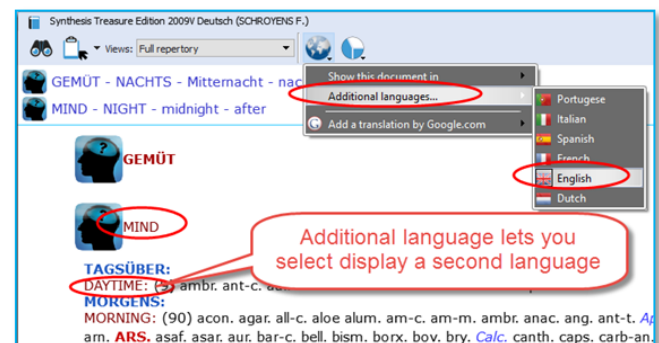 Synthesis Treasure Edition 2009V Deutsch (SCHROYENS F.)
Views: Full repertory
GEMÜT - NACHTS - Mitternacht - nac
Show this document in
MIND - NIGHT - midnight - after
Additional languages...
Add a translation by Google.com
Portugese
Italian
Spanish
French
English
Dutch
GEMÜT
MIND
Additional language lets you
select display a second language
TAGSÜBER:
DAYTIME: (9) ambr. ant-c.
MORGENS:
MORNING: (90) acon. agar. all-c. aloe alum. am-c. am-m. ambr. anac. ang. ant-t.
arn. ARS. asaf. asar. aur. bar-c. bell. bism. borx. bov. bry. Calc. canth. caps. carb-an.